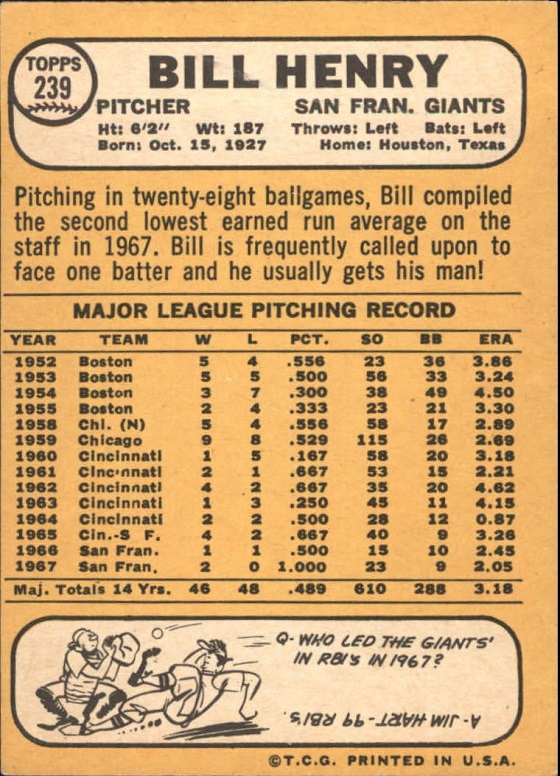 TOPPS
239
BILL HENRY
PITCHER SAN FRAN. GIANTS
Ht: 6'2" Wt: 187 Throws: Left Bats: Left
Born: Oct. 15, 1927 Home: Houston, Texas
Pitching in twenty-eight ballgames, Bill compiled
the second lowest earned run average on the
staff in 1967. Bill is frequently called upon to
face one batter and he usually gets his man!
MAJOR LEAGUE PITCHING RECORD
YEAR TEAM W L PCT. SO BB ERA
1952 Boston 5 4 .556 23 36 3.86
1953 Boston 5 5 .500 56 33 3.24
1954 Boston 3 7 .300 38 49 4.50
1955 Boston 2 4 .333 23 21 3.30
1958 Chi. (N) 5 4 .556 58 17 2.89
1959 Chicago 9 8 .529 115 26 2.69
1960 Cincinnati 1 5 .167 58 20 3.18
1961 Cincinnati 2 1 .667 53 15 2.21
1962 Cincinnati 4 2 .667 35 20 4.62
1963 Cincinnati 1 3 .250 45 11 4.15
1964 Cincinnati 2 2 .500 28 12 0.87
1965 Cin.-S F. 4 2 .667 40 9 3.26
1966 San Fran. 1 1 .500 15 10 2.45
1967 San Fran. 2 0 1.000 23 9 2.05
Maj. Totals 14 Yrs. 46 48 .489 610 288 3.18
Q- WHO LED THE GIANTS'
IN RBI'S IN 1967?
A- JIM HART- 99 RBI'S.
©T.C.G. PRINTED IN U.S.A.